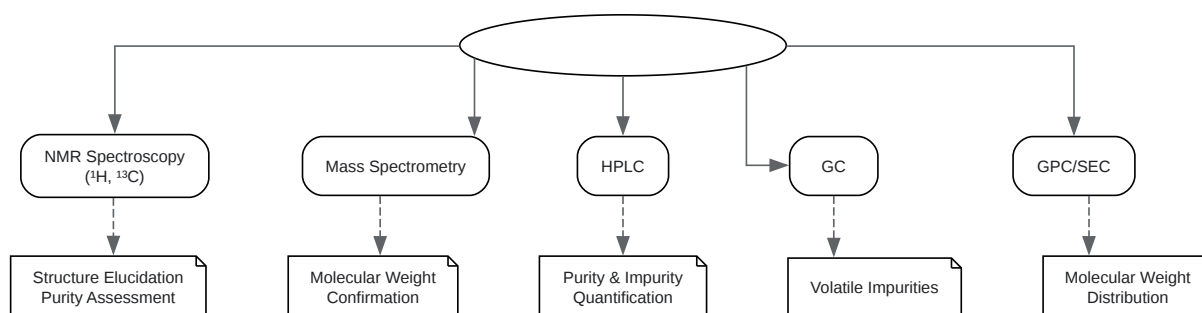 NMR Spectroscopy
(¹H, ¹³C)
Mass Spectrometry
HPLC
GC
GPC/SEC
Structure Elucidation
Purity Assessment
Molecular Weight
Confirmation
Purity & Impurity
Quantification
Volatile Impurities
Molecular Weight
Distribution